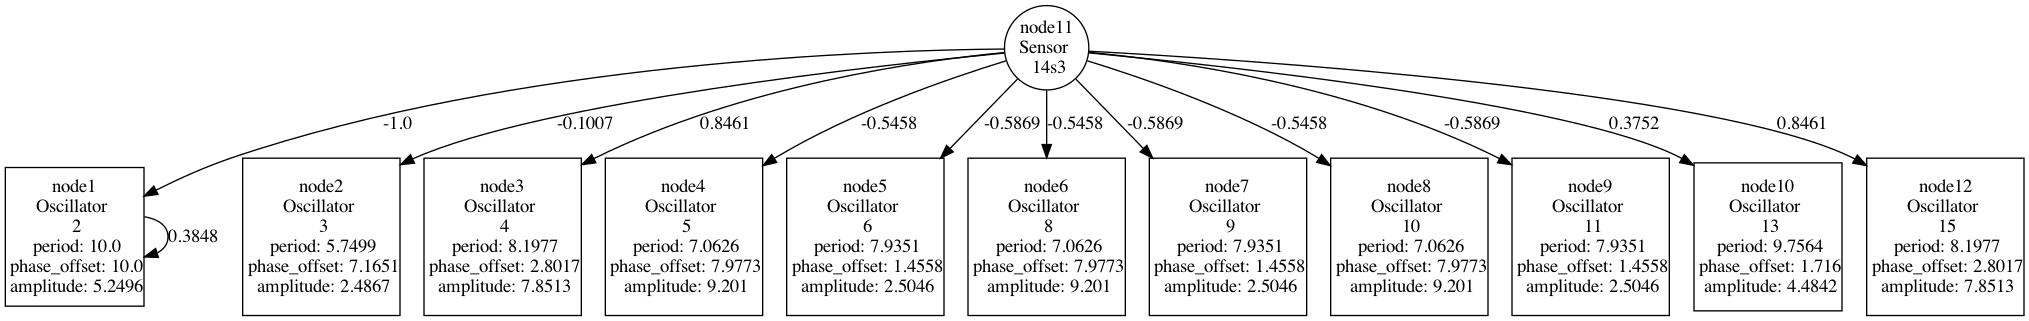 node11
Sensor
14s3
-1.0
-0.1007
0.8461
-0.5458
-0.5869
-0.5458
-0.5869
-0.5458
-0.5869
0.3752
0.8461
node1
Oscillator
2
period: 10.0
phase_offset: 10.0
amplitude: 5.2496
0.3848
node2
Oscillator
3
period: 5.7499
phase_offset: 7.1651
amplitude: 2.4867
node3
Oscillator
4
period: 8.1977
phase_offset: 2.8017
amplitude: 7.8513
node4
Oscillator
5
period: 7.0626
phase_offset: 7.9773
amplitude: 9.201
node5
Oscillator
6
period: 7.9351
phase_offset: 1.4558
amplitude: 2.5046
node6
Oscillator
8
period: 7.0626
phase_offset: 7.9773
amplitude: 9.201
node7
Oscillator
9
period: 7.9351
phase_offset: 1.4558
amplitude: 2.5046
node8
Oscillator
10
period: 7.0626
phase_offset: 7.9773
amplitude: 9.201
node9
Oscillator
11
period: 7.9351
phase_offset: 1.4558
amplitude: 2.5046
node10
Oscillator
13
period: 9.7564
phase_offset: 1.716
amplitude: 4.4842
node12
Oscillator
15
period: 8.1977
phase_offset: 2.8017
amplitude: 7.8513